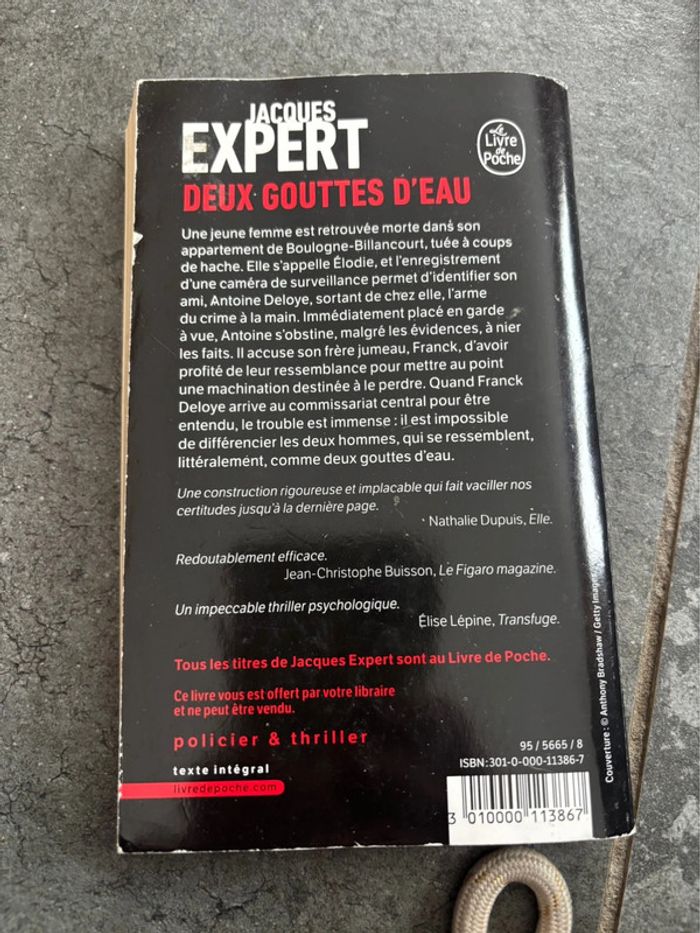 JACQUES
EXPERT
Le
Livre
de
Poche
DEUX GOUTTES D'EAU
Une jeune femme est retrouvée morte dans son
appartement de Boulogne-Billancourt, tuée à coups
de hache. Elle s'appelle Élodie, et l'enregistrement
d'une caméra de surveillance permet d'identifier son
ami, Antoine Deloye, sortant de chez elle, l'arme
du crime à la main. Immédiatement placé en garde
à vue, Antoine s'obstine, malgré les évidences, à nier
les faits. Il accuse son frère jumeau, Franck, d'avoir
profité de leur ressemblance pour mettre au point
une machination destinée à le perdre. Quand Franck
Deloye arrive au commissariat central pour être
entendu, le trouble est immense : il est impossible
de différencier les deux hommes, qui se ressemblent,
littéralement, comme deux gouttes d'eau.
Une construction rigoureuse et implacable qui fait vaciller nos
certitudes jusqu'à la dernière page.
Nathalie Dupuis, Elle.
Redoutablement efficace.
Jean-Christophe Buisson, Le Figaro magazine.
Un impeccable thriller psychologique.
Élise Lépine, Transfuge.
Tous les titres de Jacques Expert sont au Livre de Poche.
Ce livre vous est offert par votre libraire
et ne peut être vendu.
policier & thriller
texte intégral
livredepoche.com
95 / 5665 / 8
ISBN:301-0-000-11386-7
3 010000 113867
Couverture : © Anthony Bradshaw / Getty Images